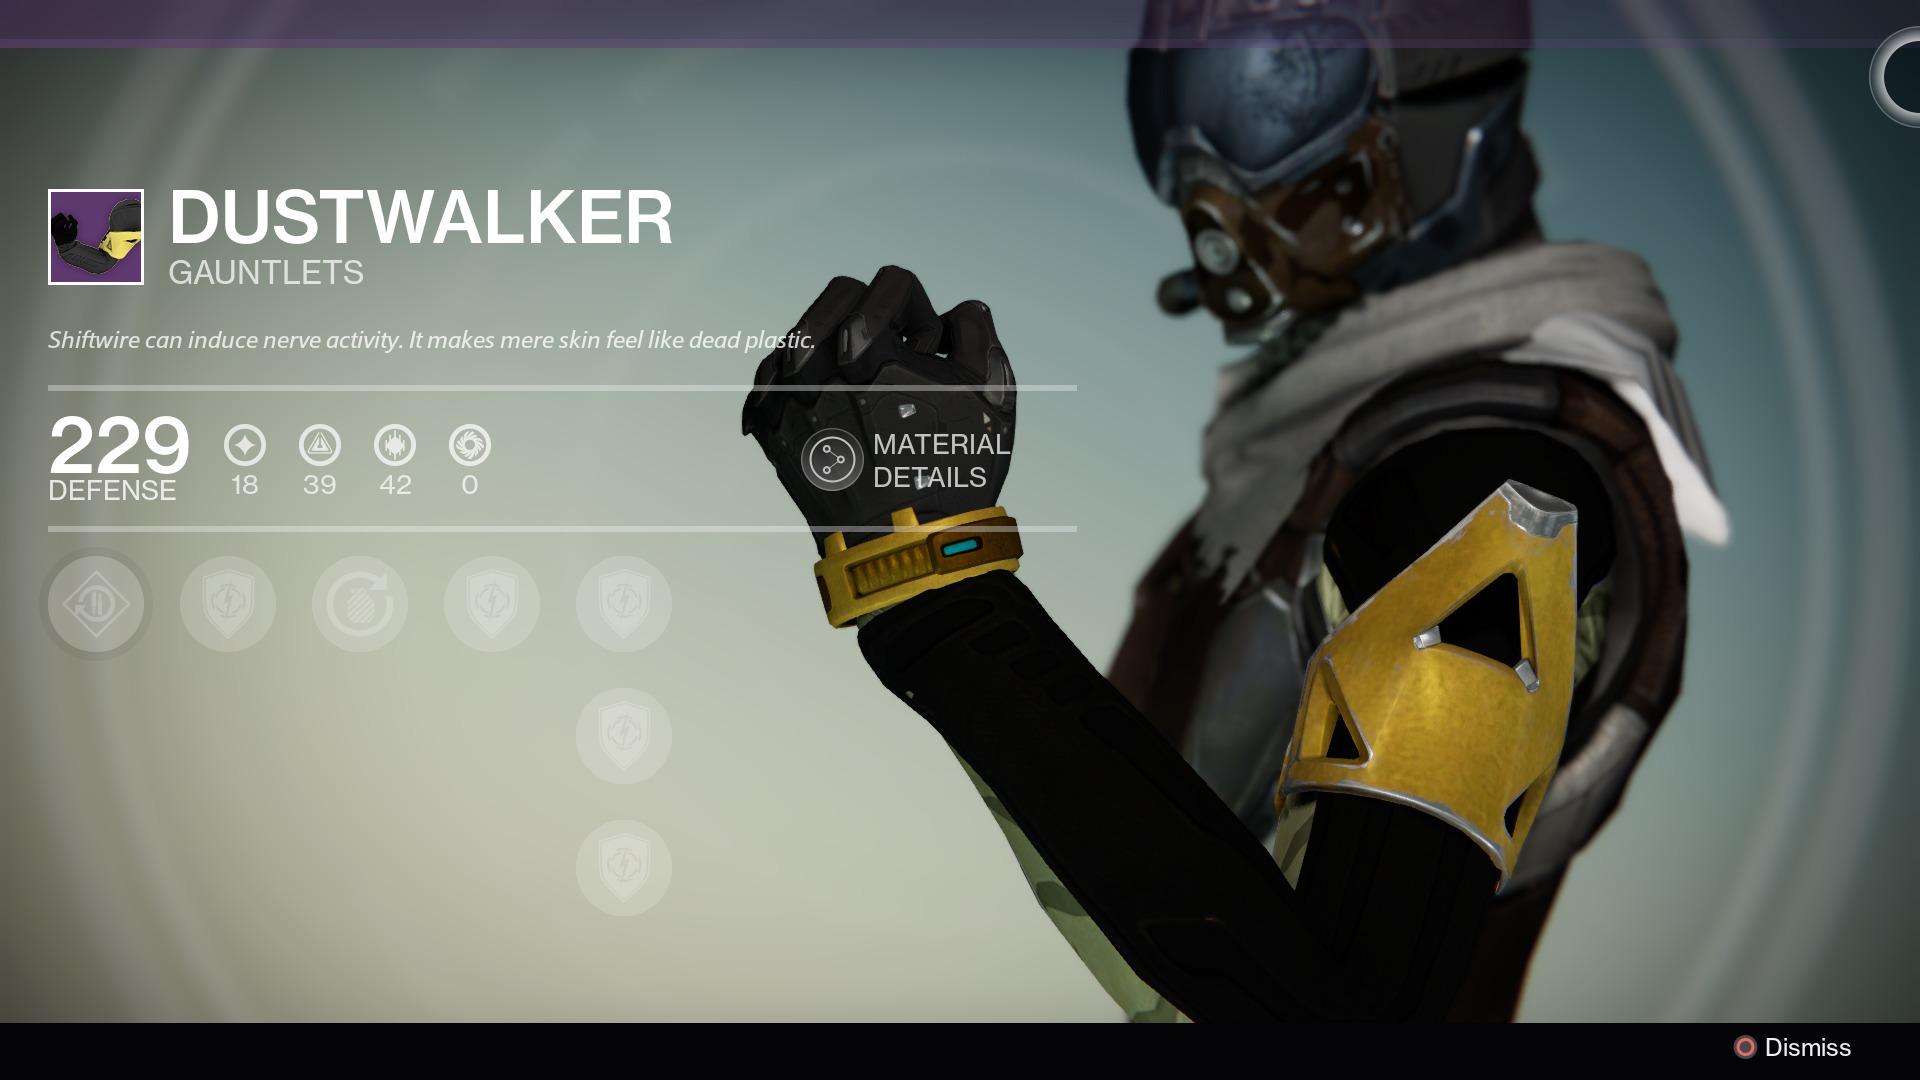 DUSTWALKER
GAUNTLETS
Shiftwire can induce nerve activity. It makes mere skin feel like dead plastic.
229
DEFENSE
18
39
42
0
MATERIAL
DETAILS
Dismiss